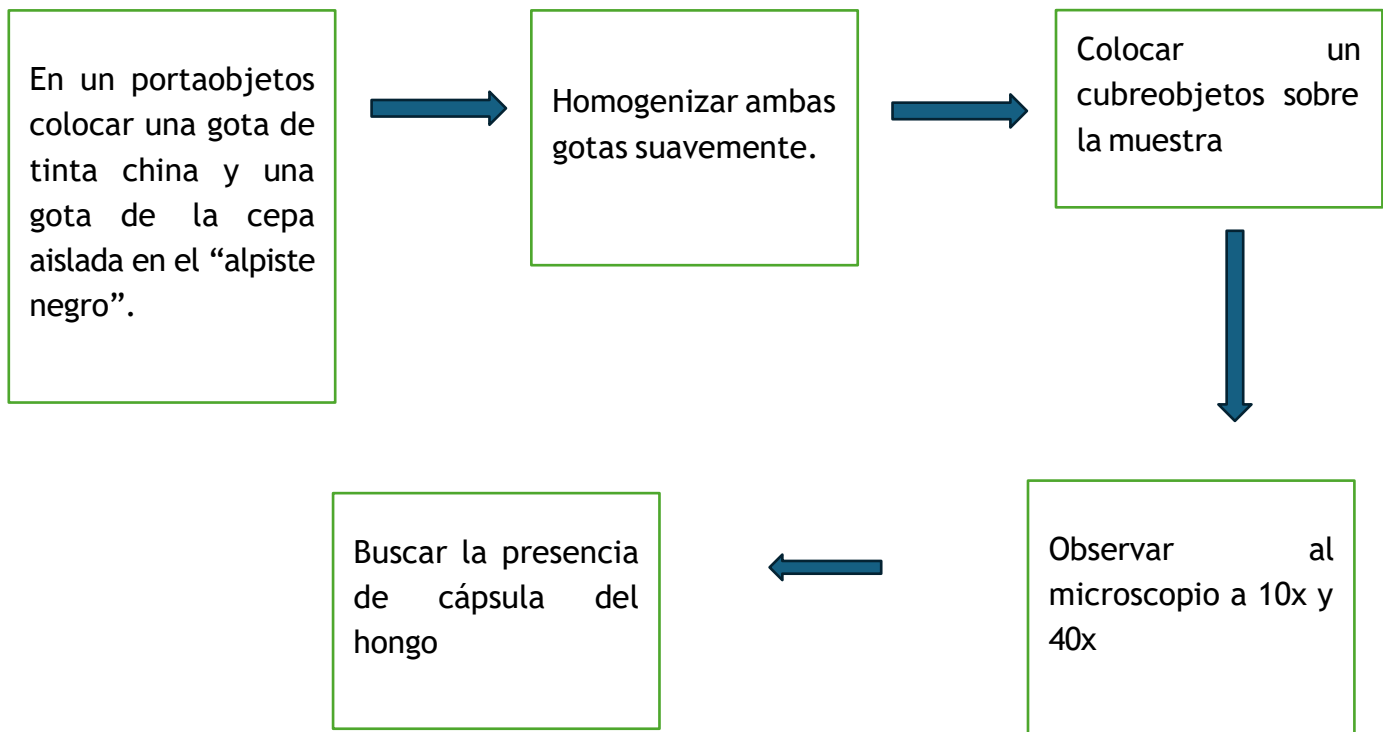 En un portaobjetos
colocar una gota de
tinta china y una
gota de la cepa
aislada en el “alpiste
negro”.
Homogenizar ambas
gotas suavemente.
Colocar un
cubreobjetos sobre
la muestra
Observar al
microscopio a 10x y
40x
Buscar la presencia
de cápsula del
hongo